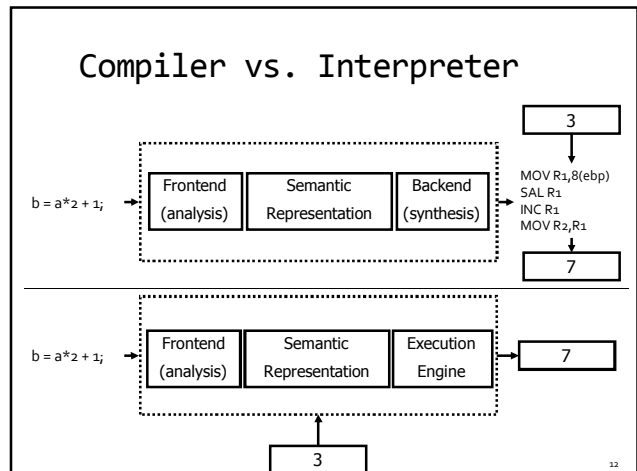 Compiler vs. Interpreter
3
b = a*2 + 1;
Frontend
(analysis)
Semantic
Representation
Backend
(synthesis)
MOV R1,8(ebp)
SAL R1
INC R1
MOV R2,R1
7
b = a*2 + 1;
Frontend
(analysis)
Semantic
Representation
Execution
Engine
7
3
12